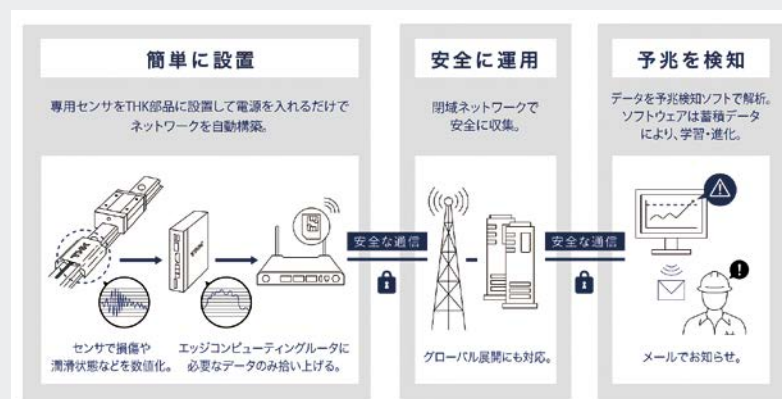 簡単に設置
専用センサをTHK部品に設置して電源を入れるだけで
ネットワークを自動構築。
THK
センサで損傷や
潤滑状態などを数値化。
エッジコンピューティングルータに
必要なデータのみ拾い上げる。
安全な通信
安全に運用
閉域ネットワークで
安全に収集。
グローバル展開にも対応。
安全な通信
予兆を検知
データを予兆検知ソフトで解析。
ソフトウェアは蓄積データ
により、学習・進化。
メールでお知らせ。